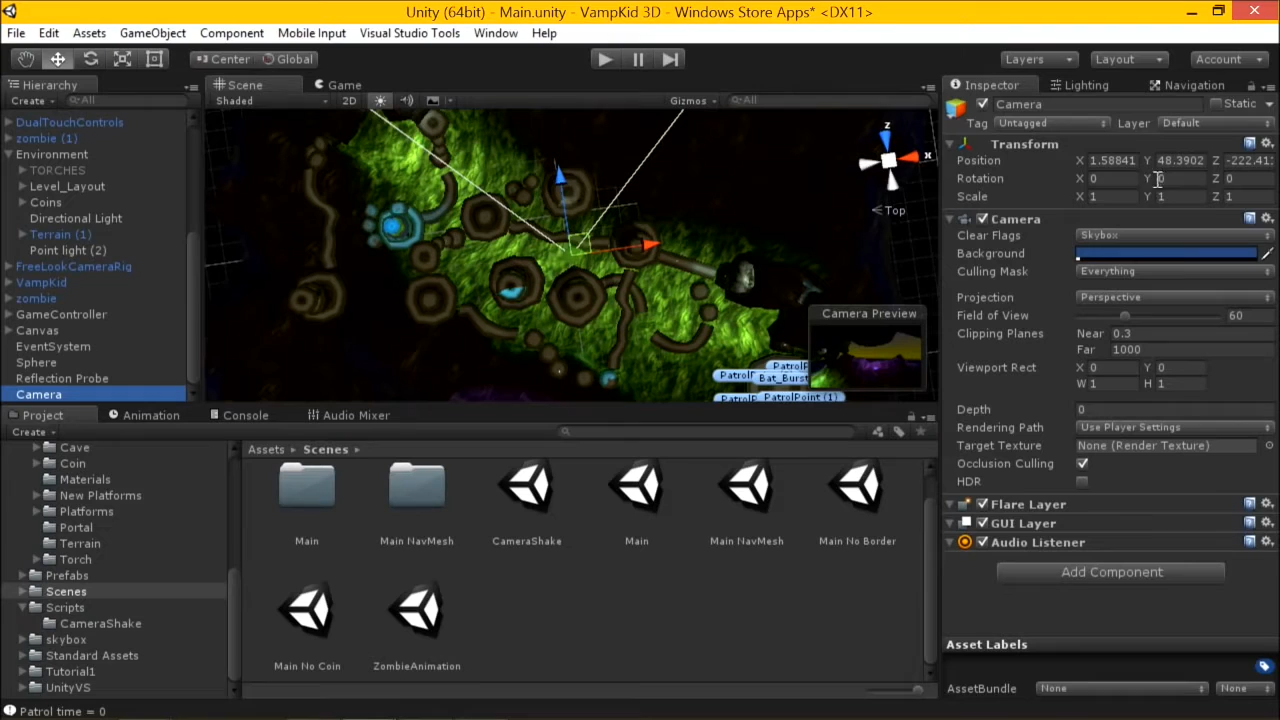 Unity (64bit) - Main.unity - VampKid 3D - Windows Store Apps* <DX11>
File Edit Assets GameObject Component Mobile Input Visual Studio Tools Window Help
Center Global Layers Layout Account
Hierarchy
Create All
DualTouchControls
zombie (1)
Environment
TORCHES
Level_Layout
Coins
Directional Light
Terrain (1)
Point light (2)
FreeLookCameraRig
VampKid
zombie
GameController
Canvas
EventSystem
Sphere
Reflection Probe
Camera
Scene Game
Shaded 2D Gizmos All
z
x
Top
Camera Preview
Bat_Burst
PatrolPoint (1)
Inspector Lighting Navigation
Camera Static
Tag Untagged Layer Default
Transform
Position X 1.58841 Y 48.3902 Z -222.41
Rotation X 0 Y 0 Z 0
Scale X 1 Y 1 Z 1
Camera
Clear Flags Skybox
Background
Culling Mask Everything
Projection Perspective
Field of View 60
Clipping Planes Near 0.3
Far 1000
Viewport Rect X 0 Y 0
W 1 H 1
Depth 0
Rendering Path Use Player Settings
Target Texture None (Render Texture)
Occlusion Culling
HDR
Flare Layer
GUI Layer
Audio Listener
Add Component
Asset Labels
AssetBundle None None
Project Animation Console Audio Mixer
Create
Cave
Coin
Materials
New Platforms
Platforms
Portal
Terrain
Torch
Prefabs
Scenes
Scripts
CameraShake
skybox
Standard Assets
Tutorial1
UnityVS
Assets Scenes
Main Main NavMesh CameraShake Main Main NavMesh Main No Border
Main No Coin ZombieAnimation
Patrol time = 0